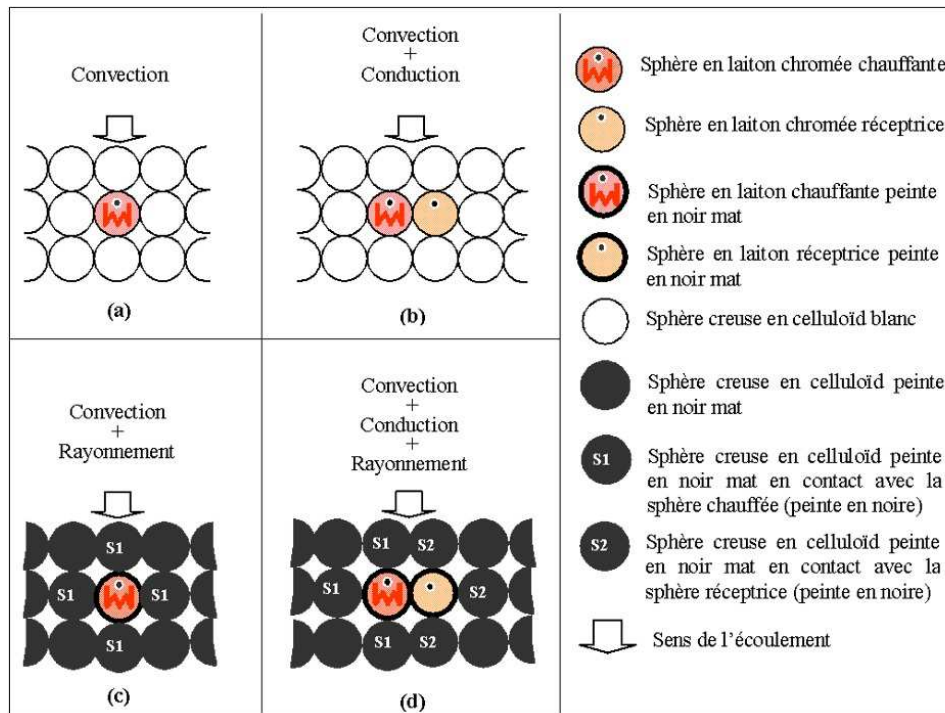 Convection
(a)
Convection
+
Conduction
(b)
Convection
+
Rayonnement
S1
S1
S1
S1
(c)
Convection
+
Conduction
+
Rayonnement
S1
S2
S1
S2
S1
S2
(d)
Sphère en laiton chromée chauffante
Sphère en laiton chromée réceptrice
Sphère en laiton chauffante peinte
en noir mat
Sphère en laiton réceptrice peinte
en noir mat
Sphère creuse en celluloïd blanc
Sphère creuse en celluloïd peinte
en noir mat
S1
Sphère creuse en celluloïd peinte
en noir mat en contact avec la
sphère chauffée (peinte en noire)
S2
Sphère creuse en celluloïd peinte
en noir mat en contact avec la
sphère réceptrice (peinte en noire)
Sens de l'écoulement